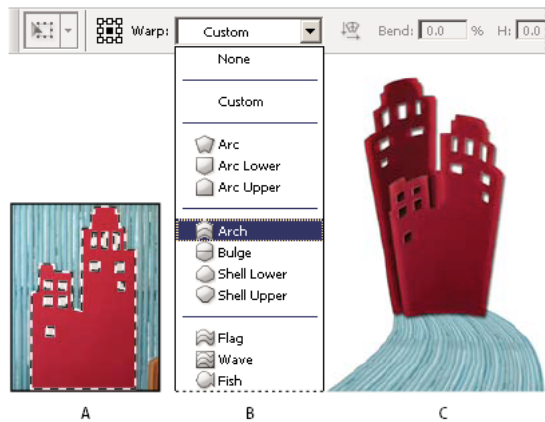 Warp: Custom Bend: 0.0 % H: 0.0
None
Custom
Arc
Arc Lower
Arc Upper
Arch
Bulge
Shell Lower
Shell Upper
Flag
Wave
Fish
A B C